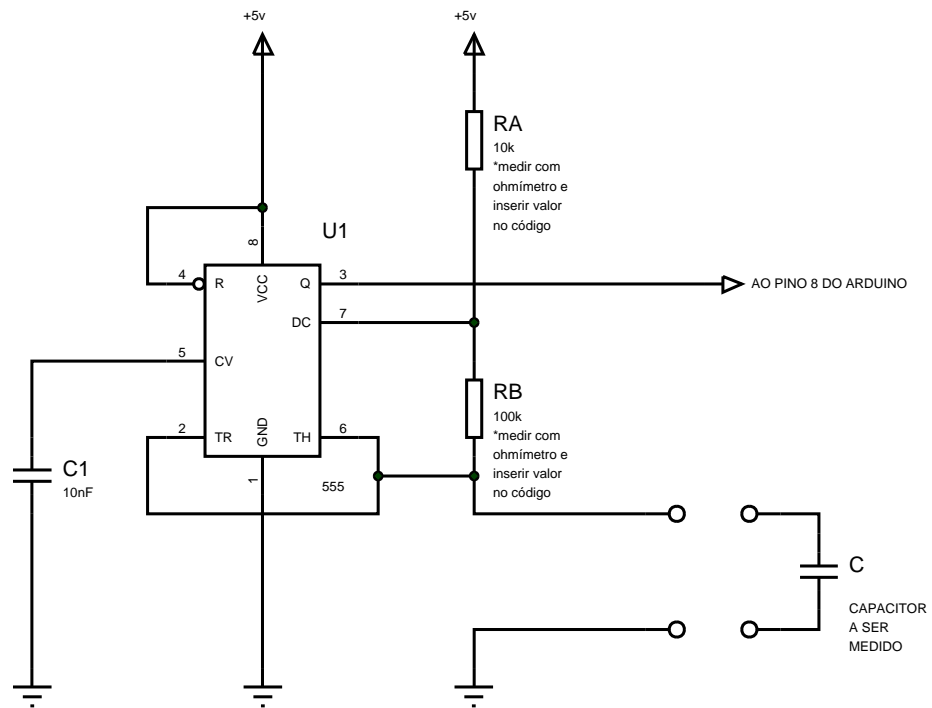 +5v
+5v
RA
10k
*medir com
ohmímetro e
inserir valor
no código
U1
8
4
R
VCC
Q
3
AO PINO 8 DO ARDUINO
DC
7
5
CV
RB
100k
*medir com
ohmímetro e
inserir valor
no código
2
TR
GND
TH
6
C1
10nF
1
555
C
CAPACITOR
A SER
MEDIDO